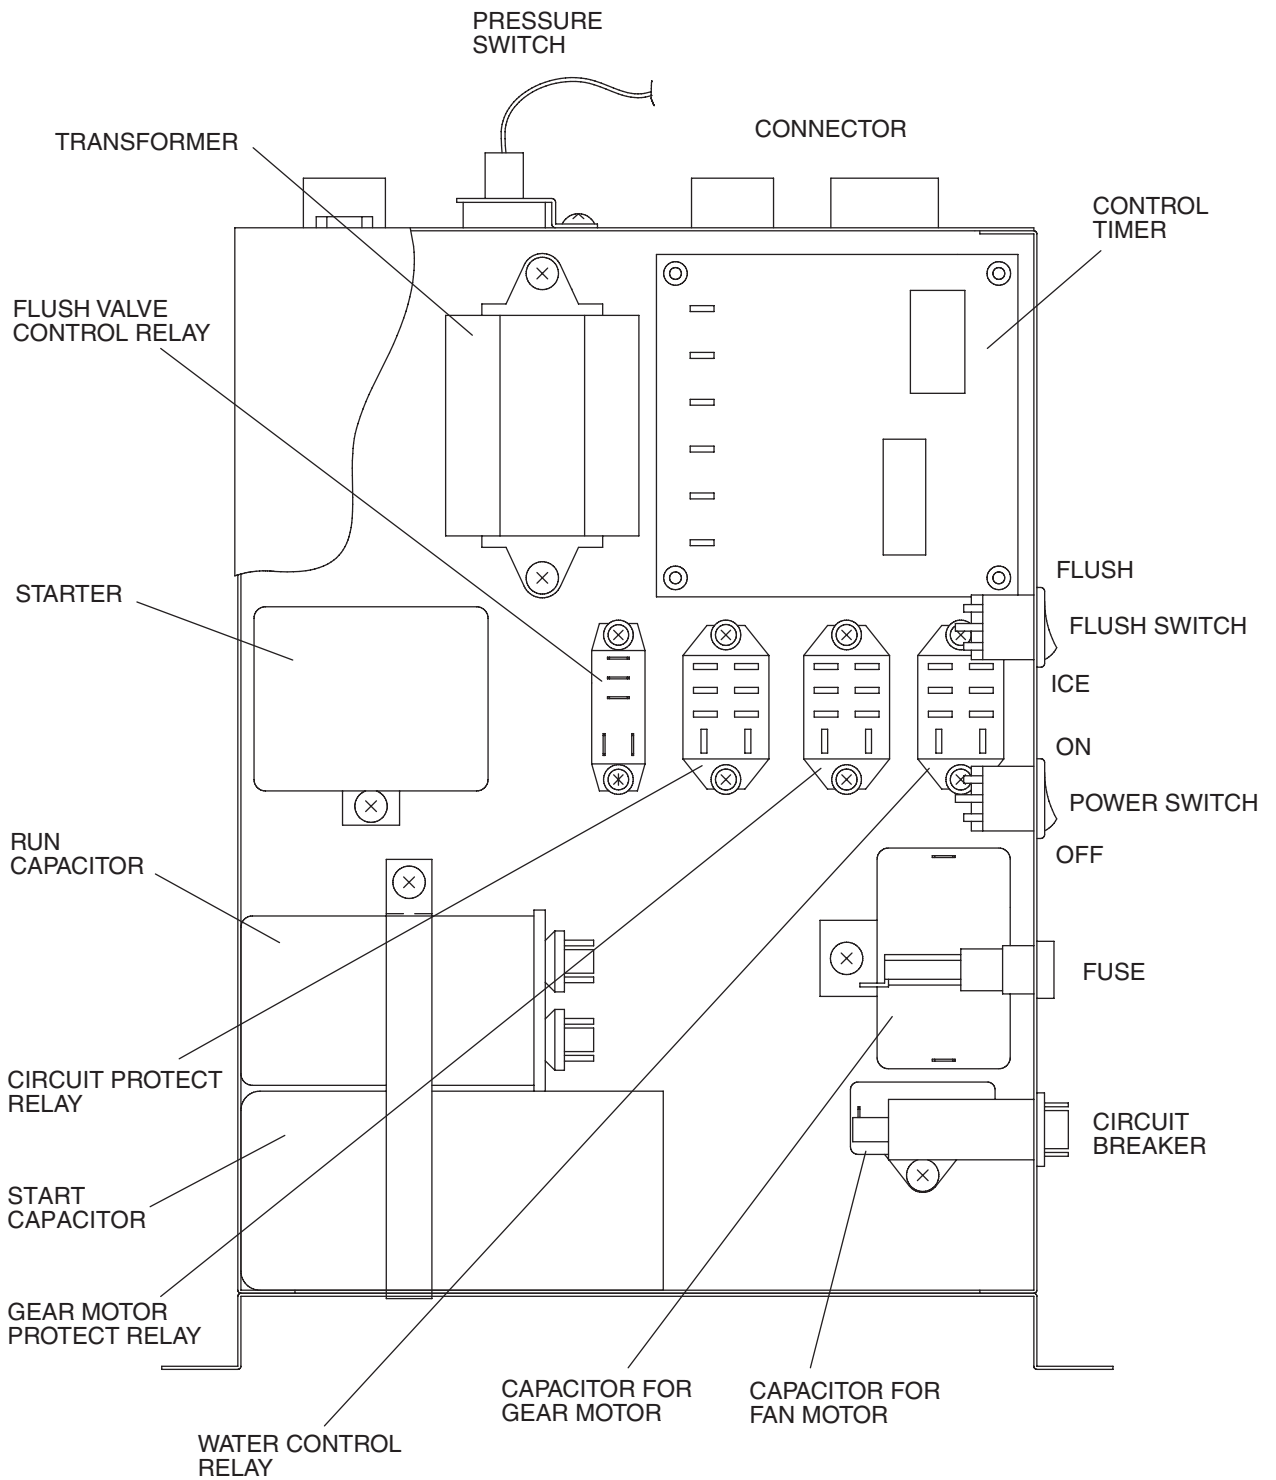 PRESSURE
SWITCH
TRANSFORMER
CONNECTOR
CONTROL
TIMER
FLUSH VALVE
CONTROL RELAY
FLUSH
STARTER
FLUSH SWITCH
ICE
ON
POWER SWITCH
RUN
CAPACITOR
OFF
FUSE
CIRCUIT PROTECT
RELAY
CIRCUIT
BREAKER
START
CAPACITOR
GEAR MOTOR
PROTECT RELAY
CAPACITOR FOR
GEAR MOTOR
CAPACITOR FOR
FAN MOTOR
WATER CONTROL
RELAY